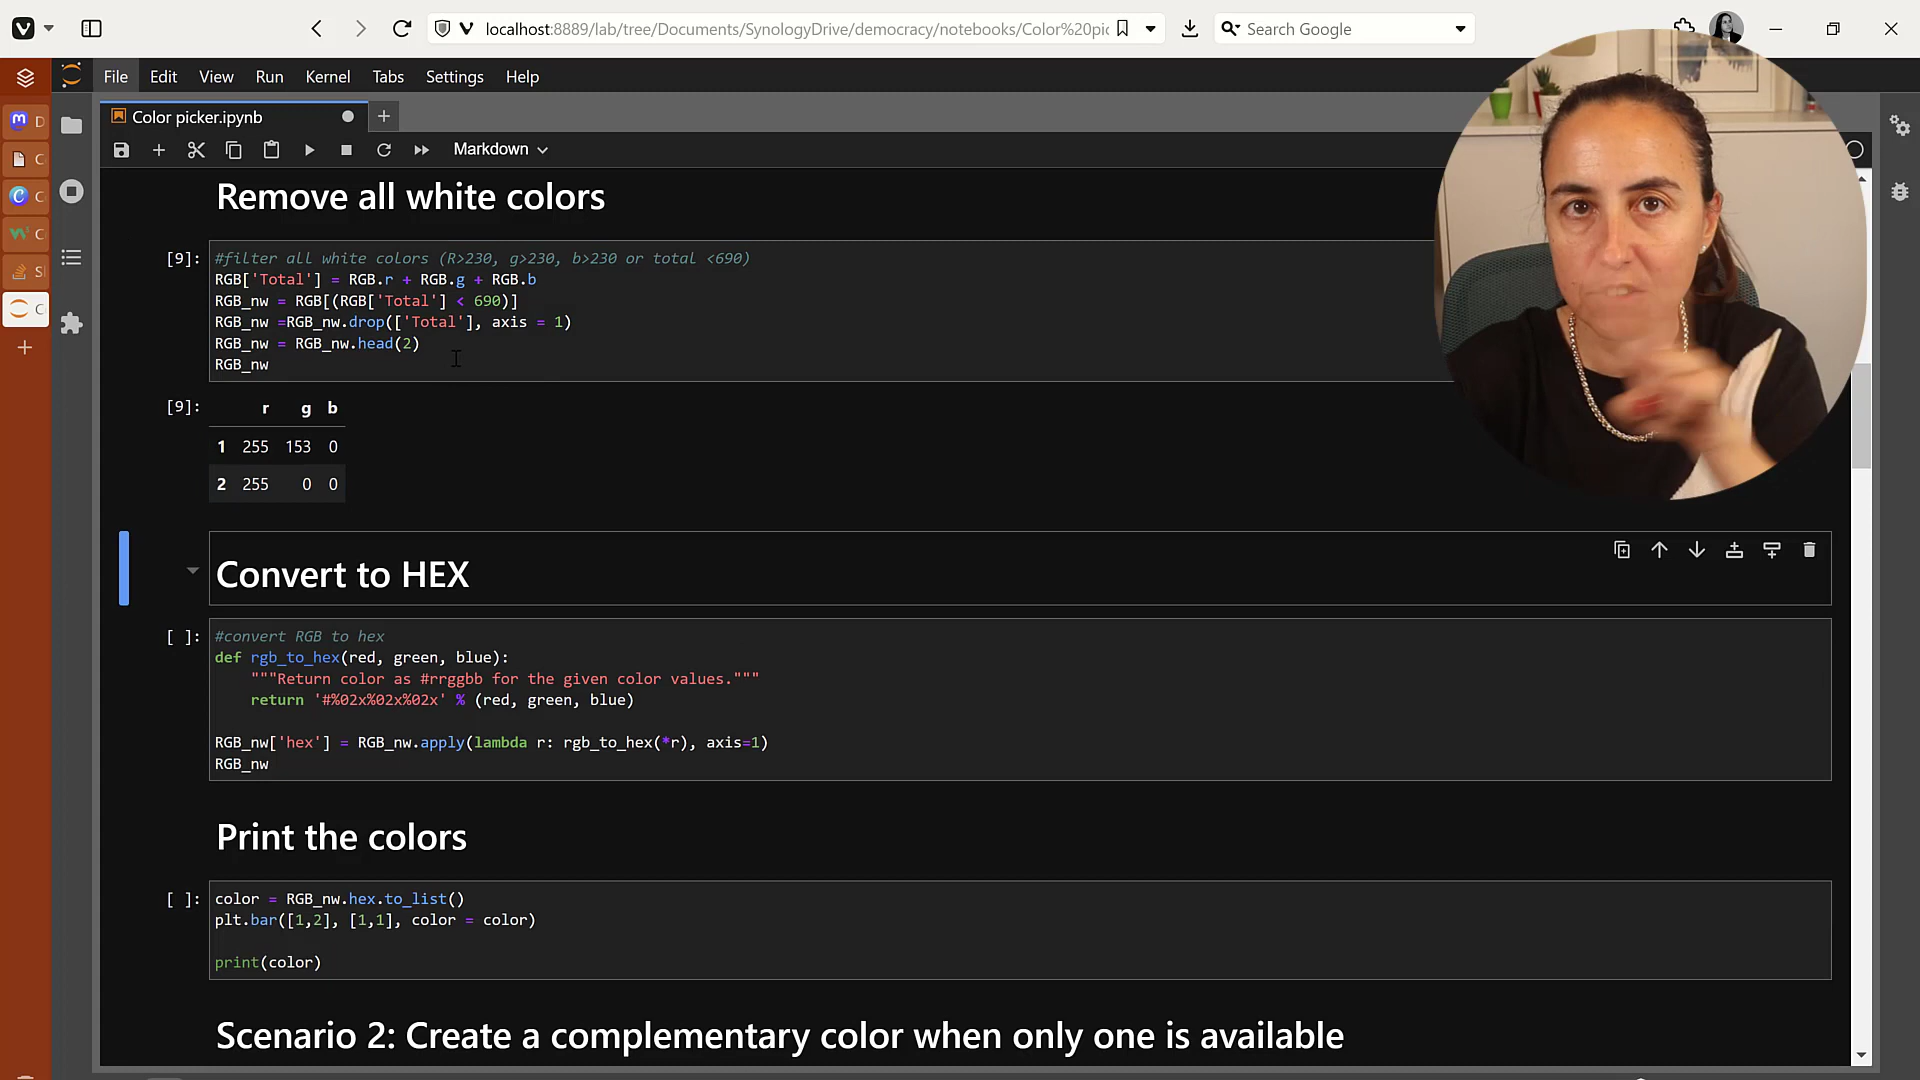 localhost:8889/lab/tree/Documents/SynologyDrive/democracy/notebooks/Color%20pic
Search Google
File Edit View Run Kernel Tabs Settings Help
D
Color picker.ipynb
C
Markdown
C
Remove all white colors
C
[9]: #filter all white colors (R>230, g>230, b>230 or total <690)
S
RGB['Total'] = RGB.r + RGB.g + RGB.b
RGB_nw = RGB[(RGB['Total'] < 690)]
C
RGB_nw =RGB_nw.drop(['Total'], axis = 1)
RGB_nw = RGB_nw.head(2)
RGB_nw
[9]: r g b
1 255 153 0
2 255 0 0
Convert to HEX
[ ]: #convert RGB to hex
def rgb_to_hex(red, green, blue):
"""Return color as #rrggbb for the given color values."""
return '#%02x%02x%02x' % (red, green, blue)
RGB_nw['hex'] = RGB_nw.apply(lambda r: rgb_to_hex(*r), axis=1)
RGB_nw
Print the colors
[ ]: color = RGB_nw.hex.to_list()
plt.bar([1,2], [1,1], color = color)
print(color)
Scenario 2: Create a complementary color when only one is available